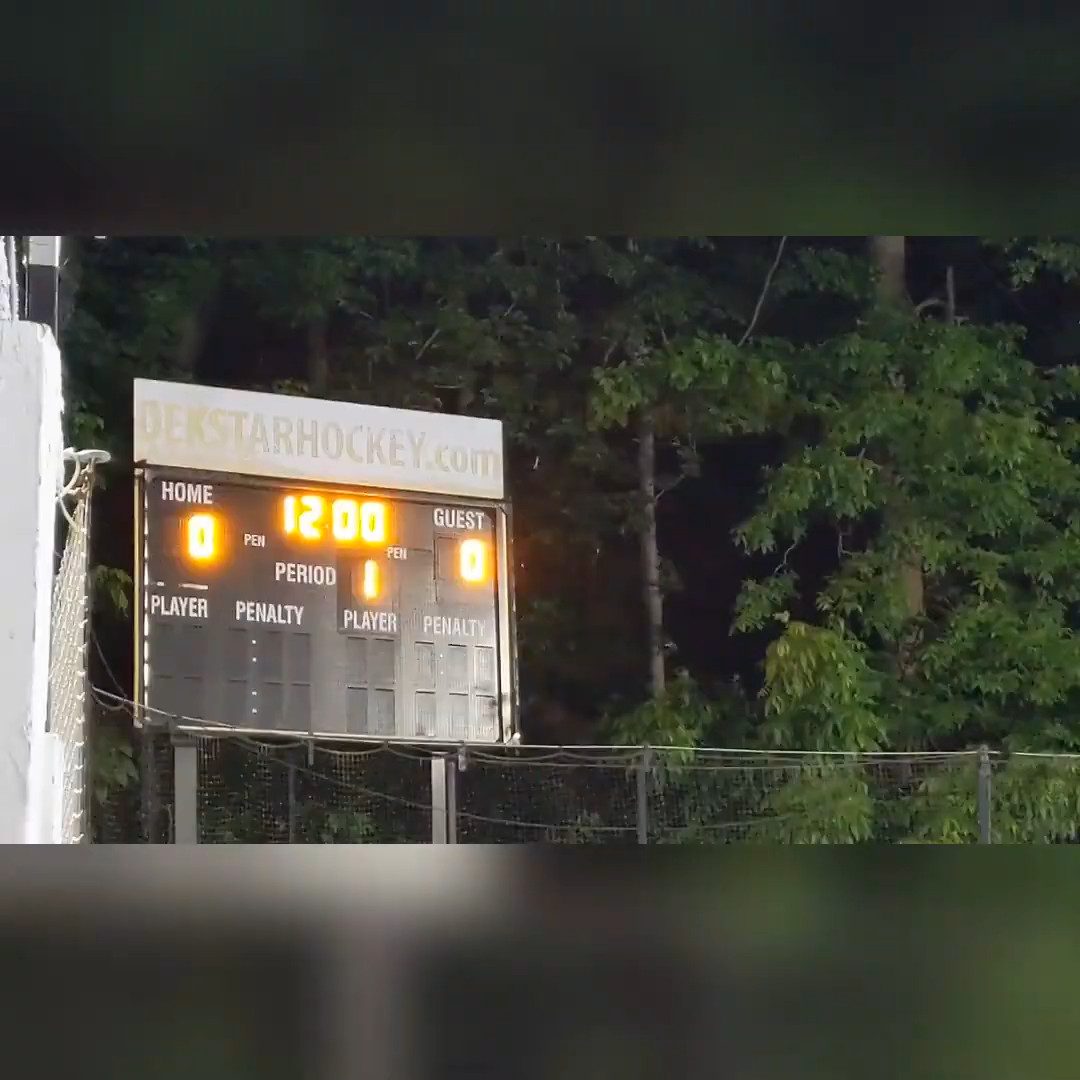 DEKSTARHOCKEY.com
HOME 12:00 GUEST
0 PEN PEN 0
PERIOD 1
PLAYER PENALTY PLAYER PENALTY